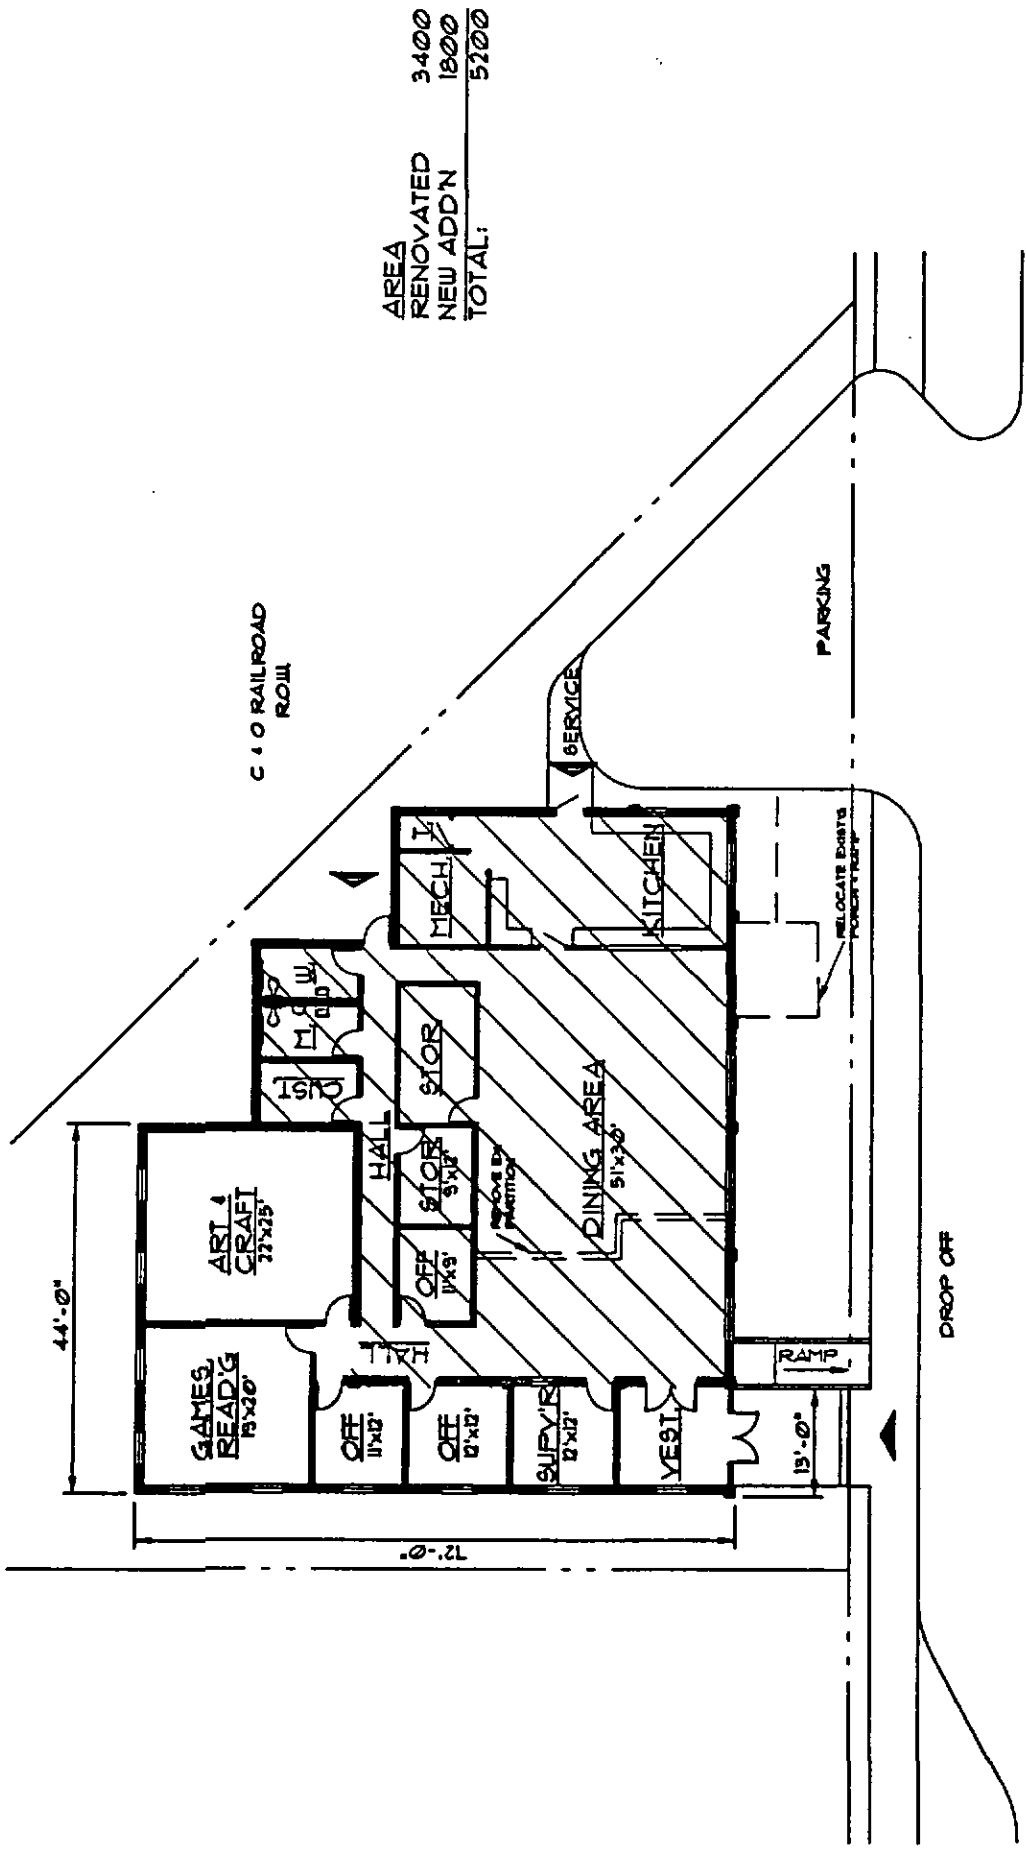 AREA
RENOVATED 3400
NEW ADD'N 1800
TOTAL: 5200
C & O RAILROAD
ROW
44'-0"
ART &
CRAFT
22'x25'
GAMES
READ'G
19'x20'
CUST
M
W
HALL
STOR
STOR
9'x12'
OFF
11'x9'
HALL
MECH
KITCHEN
SERVICE
DINING AREA
51'x30'
REMOVE EX
PARTITION
OFF
11'x12'
OFF
12'x12'
SUPV'R
12'x12'
VEST.
72'-0"
13'-0"
RAMP
RELOCATE EXIST'G
PORCH & RAMP
PARKING
DROP OFF